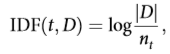 IDF(t, D) = log |D| / n_t ,